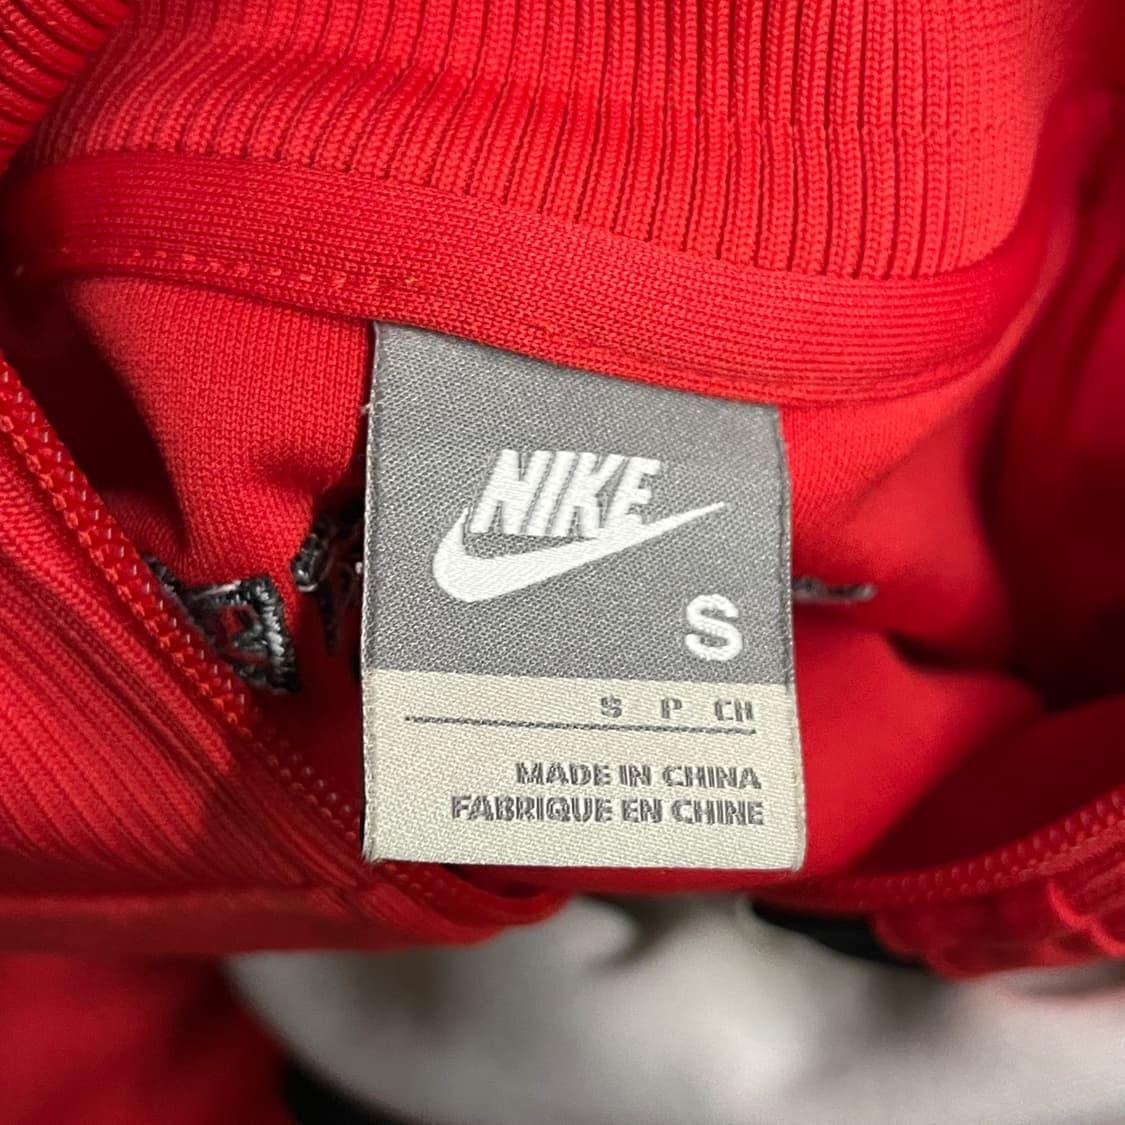 NIKE
S
S P CH
MADE IN CHINA
FABRIQUE EN CHINE